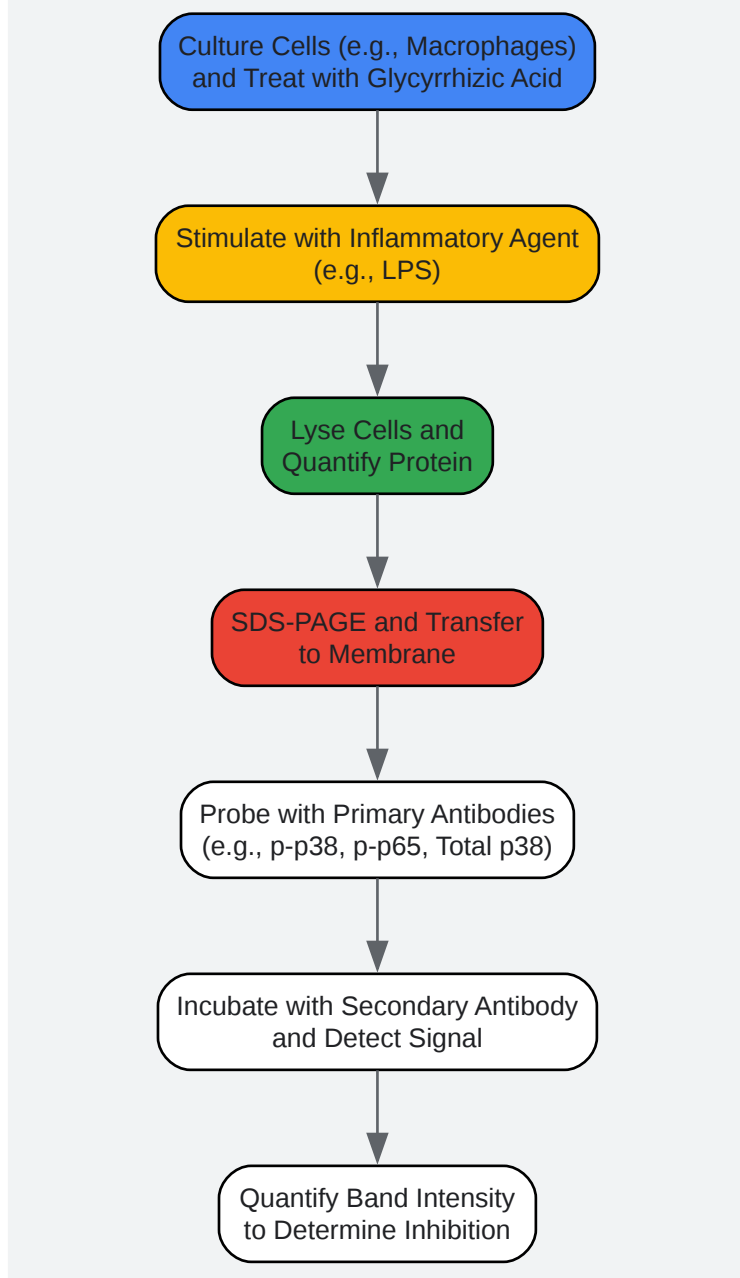 Culture Cells (e.g., Macrophages)
and Treat with Glycyrrhizic Acid
Stimulate with Inflammatory Agent
(e.g., LPS)
Lyse Cells and
Quantify Protein
SDS-PAGE and Transfer
to Membrane
Probe with Primary Antibodies
(e.g., p-p38, p-p65, Total p38)
Incubate with Secondary Antibody
and Detect Signal
Quantify Band Intensity
to Determine Inhibition